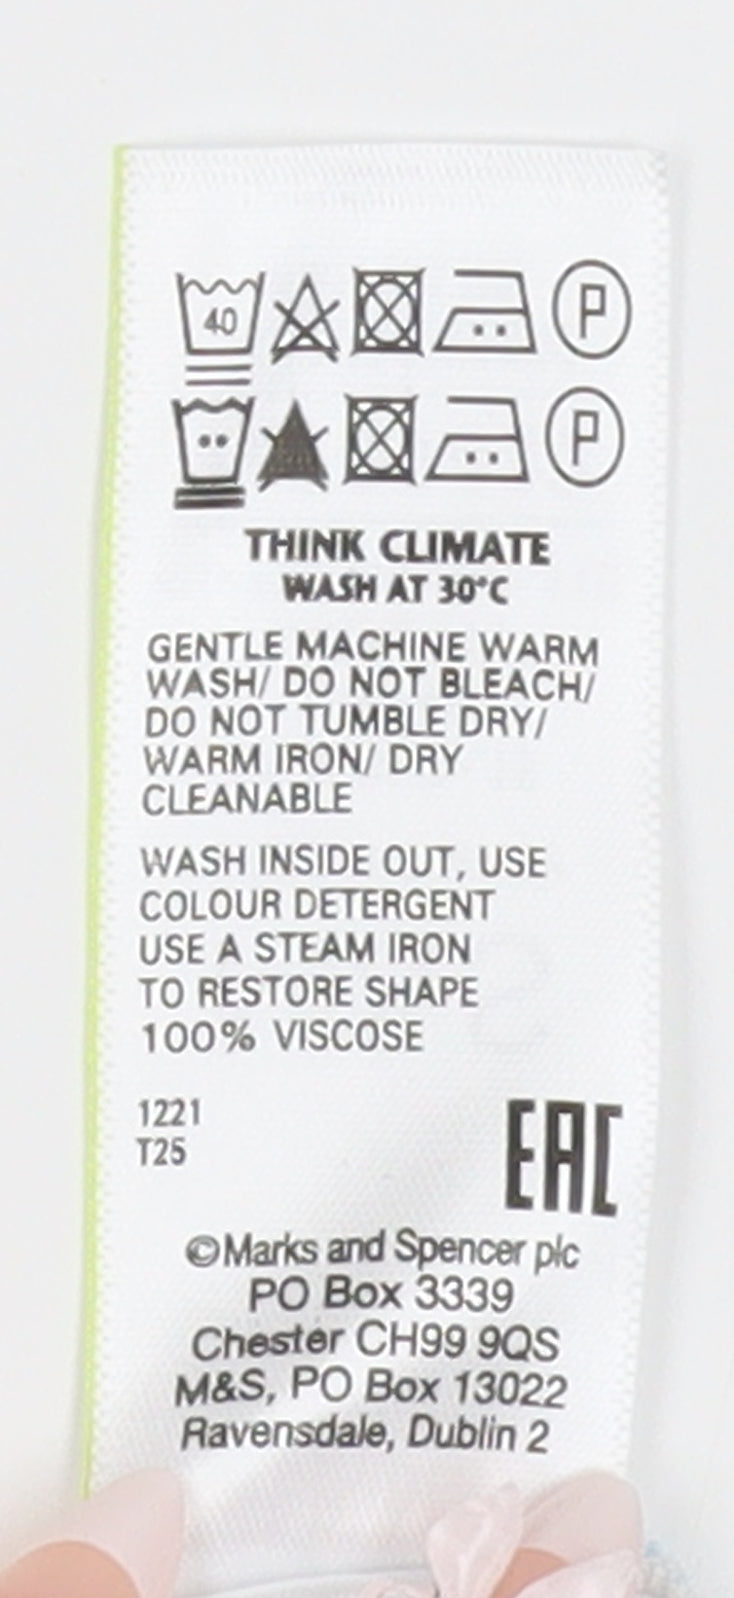 40 P
P
THINK CLIMATE
WASH AT 30°C
GENTLE MACHINE WARM
WASH/ DO NOT BLEACH/
DO NOT TUMBLE DRY/
WARM IRON/ DRY
CLEANABLE
WASH INSIDE OUT, USE
COLOUR DETERGENT
USE A STEAM IRON
TO RESTORE SHAPE
100% VISCOSE
1221
T25
EAC
©Marks and Spencer plc
PO Box 3339
Chester CH99 9QS
M&S, PO Box 13022
Ravensdale, Dublin 2